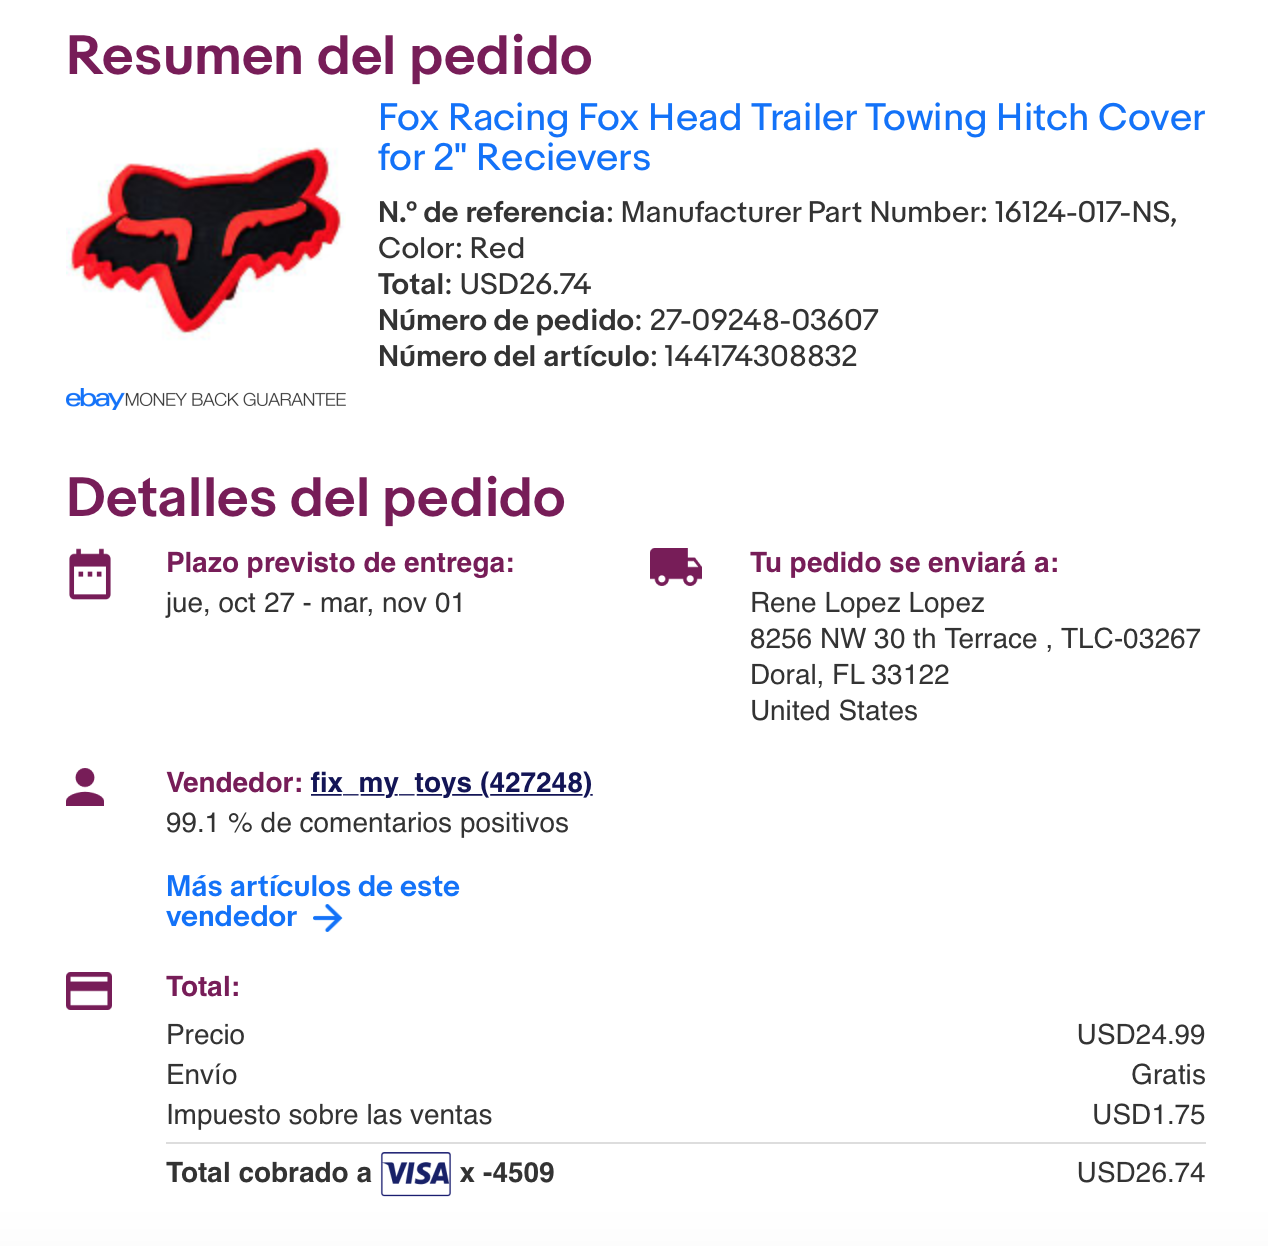 Resumen del pedido
Fox Racing Fox Head Trailer Towing Hitch Cover
for 2" Recievers
N.º de referencia: Manufacturer Part Number: 16124-017-NS,
Color: Red
Total: USD26.74
Número de pedido: 27-09248-03607
Número del artículo: 144174308832
ebay MONEY BACK GUARANTEE
Detalles del pedido
Plazo previsto de entrega:
jue, oct 27 - mar, nov 01
Tu pedido se enviará a:
Rene Lopez Lopez
8256 NW 30 th Terrace , TLC-03267
Doral, FL 33122
United States
Vendedor: fix_my_toys (427248)
99.1 % de comentarios positivos
Más artículos de este
vendedor →
Total:
Precio USD24.99
Envío Gratis
Impuesto sobre las ventas USD1.75
Total cobrado a VISA x -4509 USD26.74